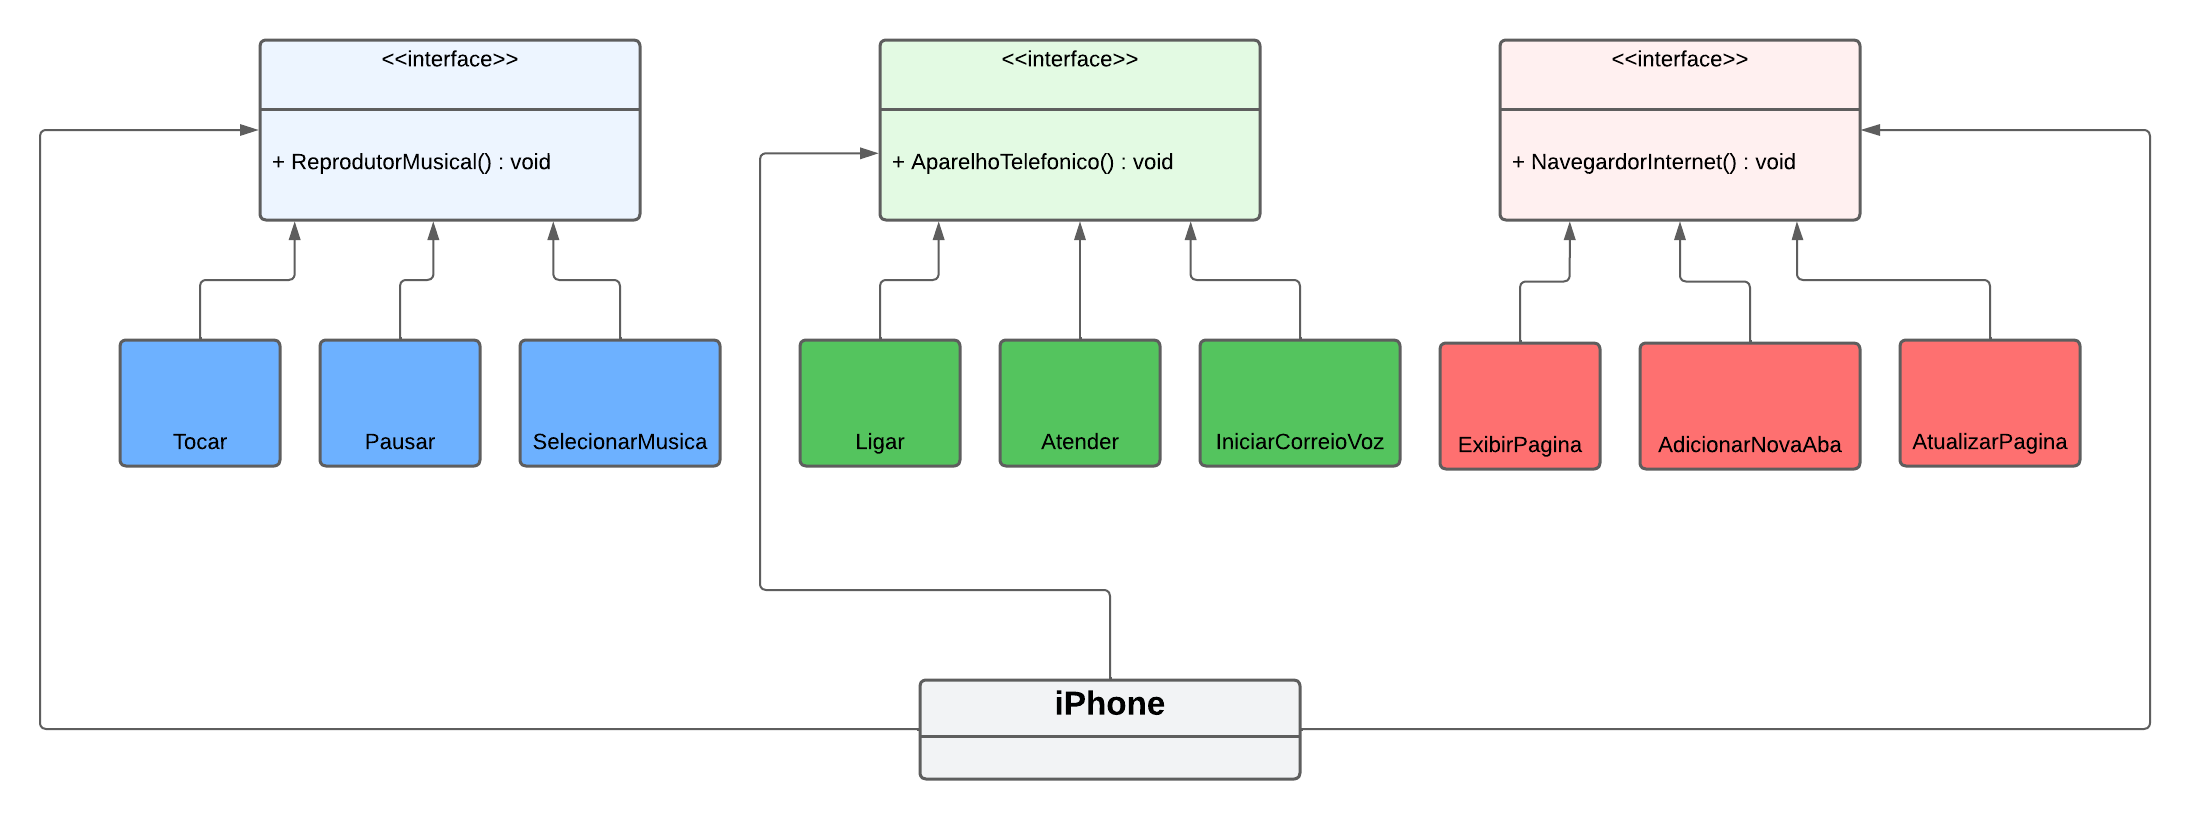 <<interface>>
+ ReprodutorMusical() : void
<<interface>>
+ AparelhoTelefonico() : void
<<interface>>
+ NavegardorInternet() : void
Tocar
Pausar
SelecionarMusica
Ligar
Atender
IniciarCorreioVoz
ExibirPagina
AdicionarNovaAba
AtualizarPagina
iPhone